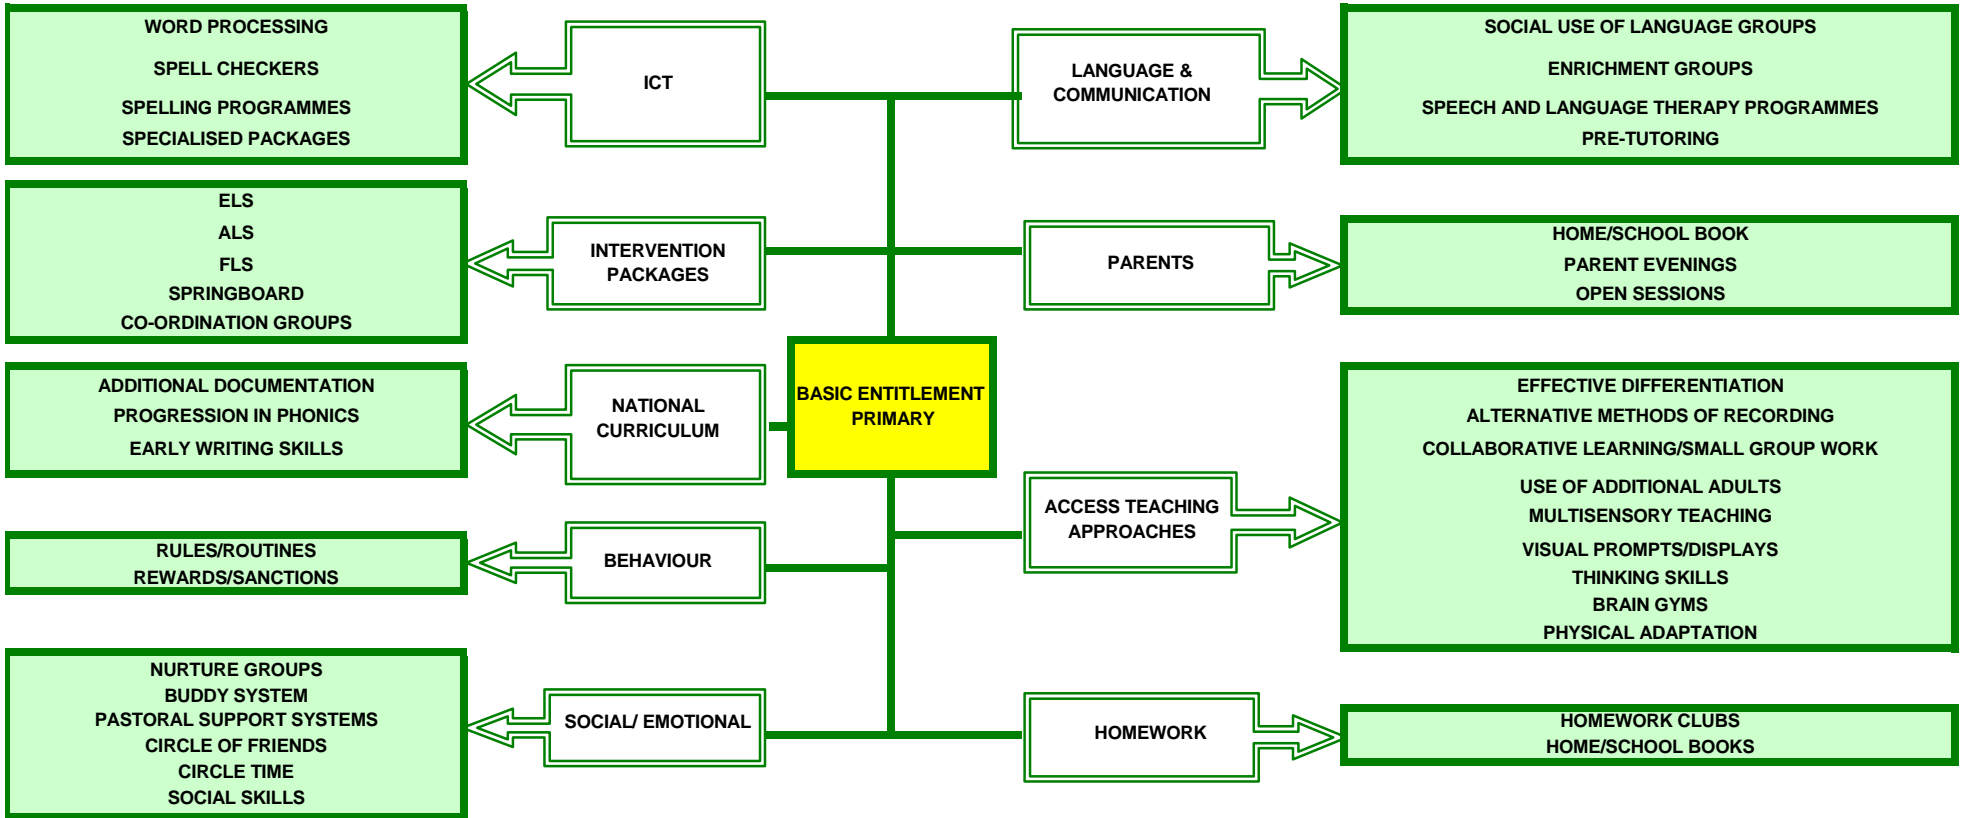 WORD PROCESSING
SPELL CHECKERS
SPELLING PROGRAMMES
SPECIALISED PACKAGES
ICT
LANGUAGE &
COMMUNICATION
SOCIAL USE OF LANGUAGE GROUPS
ENRICHMENT GROUPS
SPEECH AND LANGUAGE THERAPY PROGRAMMES
PRE-TUTORING
ELS
ALS
FLS
SPRINGBOARD
CO-ORDINATION GROUPS
INTERVENTION
PACKAGES
PARENTS
HOME/SCHOOL BOOK
PARENT EVENINGS
OPEN SESSIONS
ADDITIONAL DOCUMENTATION
PROGRESSION IN PHONICS
EARLY WRITING SKILLS
NATIONAL
CURRICULUM
BASIC ENTITLEMENT
PRIMARY
ACCESS TEACHING
APPROACHES
EFFECTIVE DIFFERENTIATION
ALTERNATIVE METHODS OF RECORDING
COLLABORATIVE LEARNING/SMALL GROUP WORK
USE OF ADDITIONAL ADULTS
MULTISENSORY TEACHING
VISUAL PROMPTS/DISPLAYS
THINKING SKILLS
BRAIN GYMS
PHYSICAL ADAPTATION
RULES/ROUTINES
REWARDS/SANCTIONS
BEHAVIOUR
NURTURE GROUPS
BUDDY SYSTEM
PASTORAL SUPPORT SYSTEMS
CIRCLE OF FRIENDS
CIRCLE TIME
SOCIAL SKILLS
SOCIAL/ EMOTIONAL
HOMEWORK
HOMEWORK CLUBS
HOME/SCHOOL BOOKS